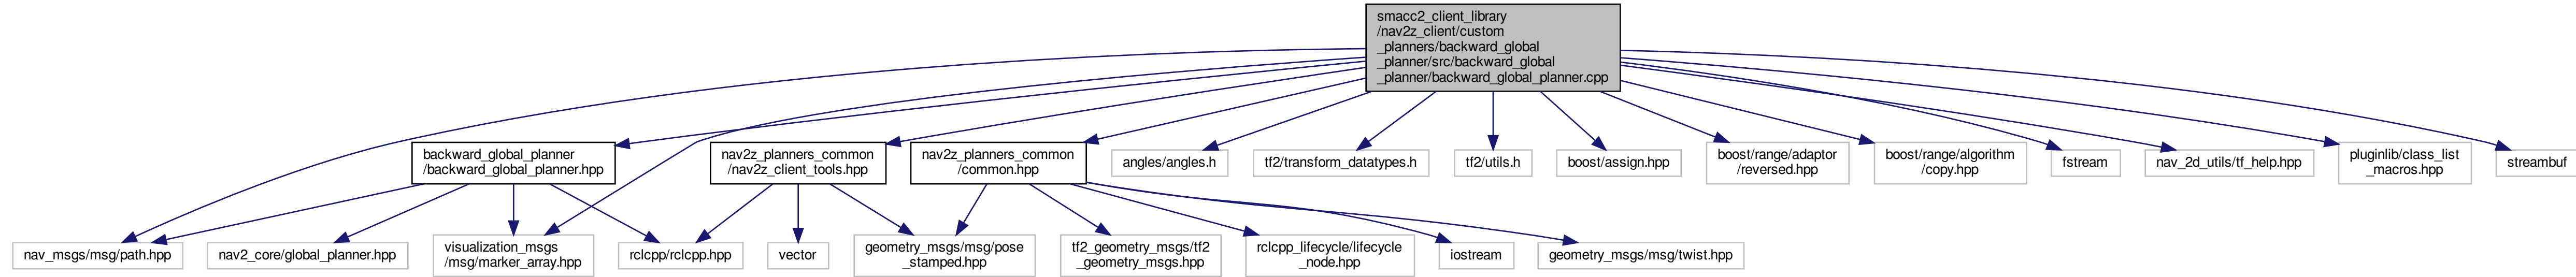 smacc2_client_library
/nav2z_client/custom
_planners/backward_global
_planner/src/backward_global
_planner/backward_global_planner.cpp
backward_global_planner
/backward_global_planner.hpp
nav2z_planners_common
/nav2z_client_tools.hpp
nav2z_planners_common
/common.hpp
angles/angles.h
tf2/transform_datatypes.h
tf2/utils.h
boost/assign.hpp
boost/range/adaptor
/reversed.hpp
boost/range/algorithm
/copy.hpp
fstream
nav_2d_utils/tf_help.hpp
pluginlib/class_list
_macros.hpp
streambuf
nav_msgs/msg/path.hpp
nav2_core/global_planner.hpp
visualization_msgs
/msg/marker_array.hpp
rclcpp/rclcpp.hpp
vector
geometry_msgs/msg/pose
_stamped.hpp
tf2_geometry_msgs/tf2
_geometry_msgs.hpp
rclcpp_lifecycle/lifecycle
_node.hpp
iostream
geometry_msgs/msg/twist.hpp